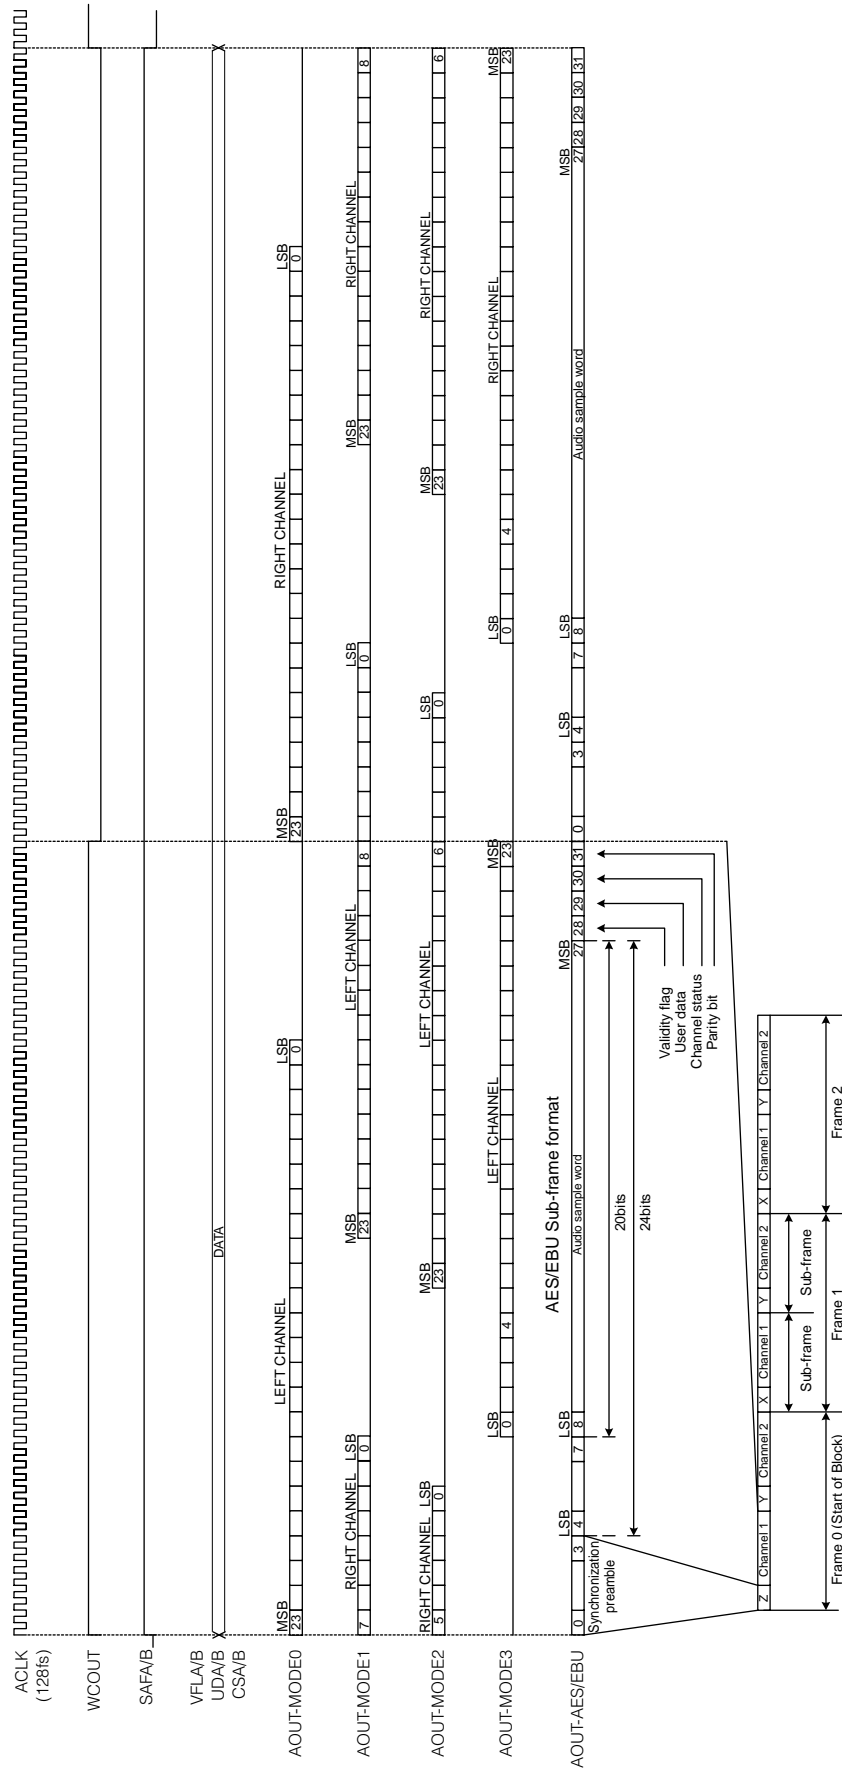 ACLK
(128fs)
WCOUT
SAFA/B
VFLA/B
UDA/B
CSA/B
DATA
AOUT-MODE0
MSB
23
LEFT CHANNEL
LSB
0
MSB
23
RIGHT CHANNEL
LSB
0
AOUT-MODE1
7
RIGHT CHANNEL
LSB
0
MSB
23
LEFT CHANNEL
8
LSB
0
MSB
23
RIGHT CHANNEL
8
AOUT-MODE2
RIGHT CHANNEL
5
LSB
0
MSB
23
LEFT CHANNEL
6
LSB
0
MSB
23
RIGHT CHANNEL
6
AOUT-MODE3
LSB
0
4
LEFT CHANNEL
MSB
23
LSB
0
4
RIGHT CHANNEL
MSB
23
AES/EBU Sub-frame format
AOUT-AES/EBU
0
3
LSB
4
7
LSB
8
Audio sample word
MSB
27
28
29
30
31
0
3
LSB
4
7
LSB
8
Audio sample word
MSB
27
28
29
30
31
Synchronization
preamble
20bits
24bits
Validity flag
User data
Channel status
Parity bit
Z Channel 1 Y Channel 2 X Channel 1 Y Channel 2 X Channel 1 Y Channel 2
Sub-frame
Sub-frame
Frame 0 (Start of Block)
Frame 1
Frame 2